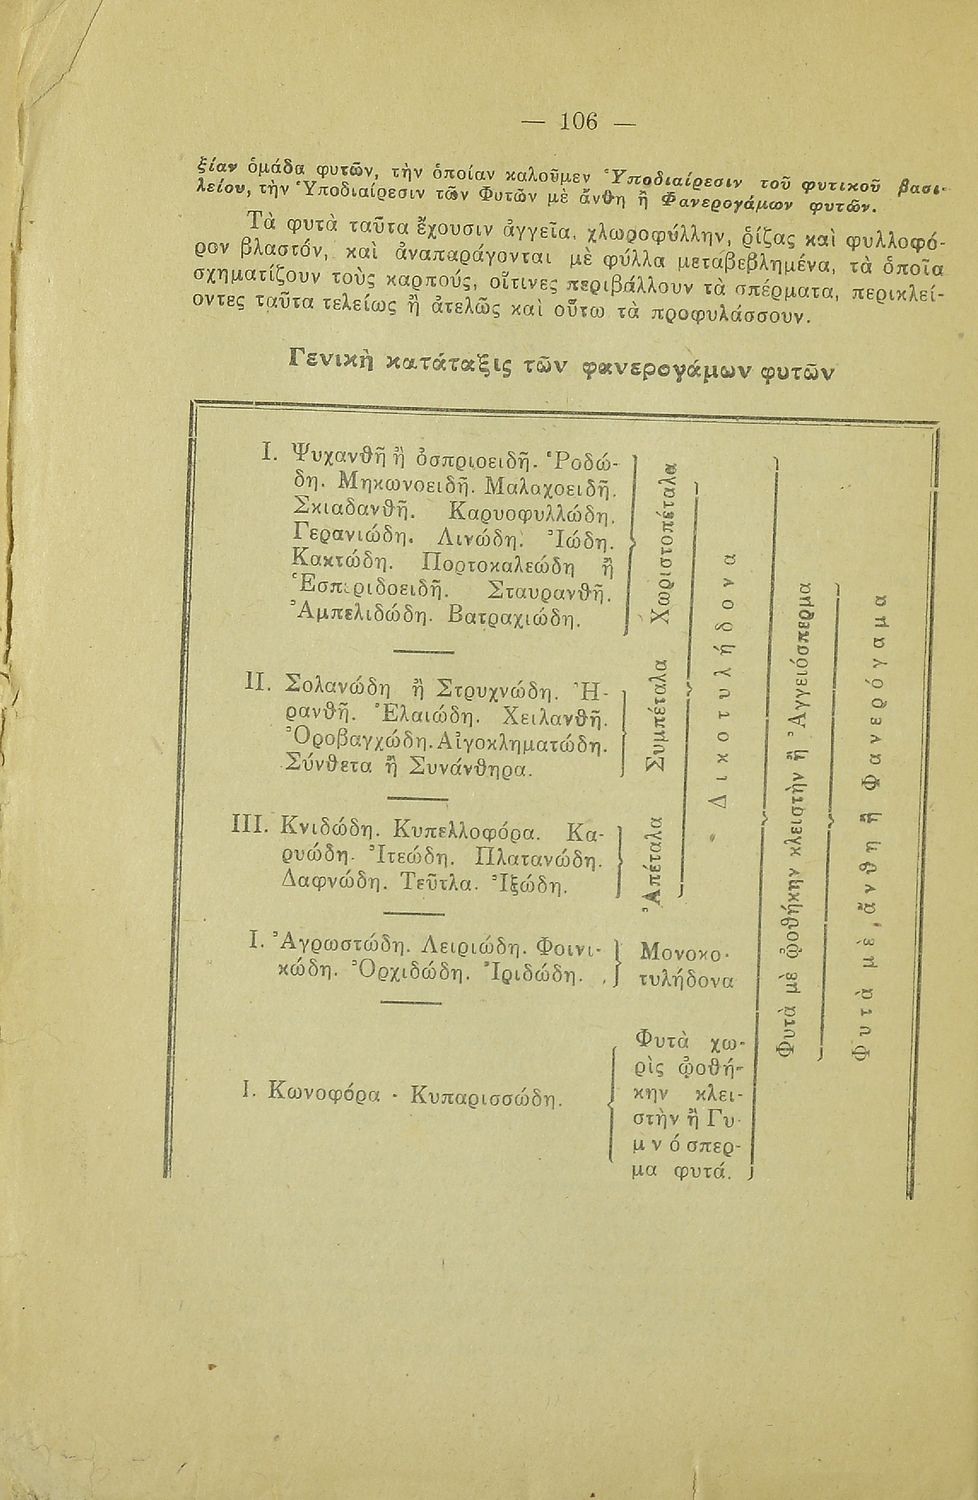 — 106 —
ξίαν ὁμάδα φυτῶν, τὴν ὁποίαν καλοῦμεν Ὑποδιαίρεσιν τοῦ φυτικοῦ βασι-
λείου, τὴν Ὑποδιαίρεσιν τῶν Φυτῶν μὲ ἄνθη ἢ Φανερογάμων φυτῶν.
Τὰ φυτὰ ταῦτα ἔχουσιν ἀγγεῖα, χλωροφύλλην, ῥίζας καὶ φυλλοφό-
ρον βλαστόν, καὶ ἀναπαράγονται μὲ φύλλα μεταβεβλημένα, τὰ ὁποῖα
σχηματίζουν τοὺς καρπούς, οἵτινες περιβάλλουν τὰ σπέρματα, περικλεί-
οντες ταῦτα τελείως ἢ ἀτελῶς καὶ οὕτω τὰ προφυλάσσουν.
Γενικὴ κατάταξις τῶν φανερογάμων φυτῶν
I. Ψυχανθῆ ἢ ὀσπριοειδῆ. Ῥοδώ-
δη. Μηκωνοειδῆ. Μαλαχοειδῆ.
Σκιαδανθῆ. Καρυοφυλλώδη.
Γερανιώδη. Λινώδη. Ἰώδη.
Κακτώδη. Πορτοκαλεώδη ἢ
Ἑσπεριδοειδῆ. Σταυρανθῆ.
Ἀμπελιδώδη. Βατραχιώδη.
Χωριστοπέταλα
II. Σολανώδη ἢ Στρυχνώδη. Ἠ-
ρανθῆ. Ἐλαιώδη. Χειλανθῆ.
Ὀροβαγχώδη. Αἰγοκληματώδη.
Σύνθετα ἢ Συνάνθηρα.
Συμπέταλα
III. Κνιδώδη. Κυπελλοφόρα. Κα-
ρυώδη. Ἰτεώδη. Πλατανώδη.
Δαφνώδη. Τεῦτλα. Ἰξώδη.
Ἀπέταλα
Δικοτυλήδονα
I. Ἀγρωστώδη. Λειριώδη. Φοινι-
κώδη. Ὀρχιδώδη. Ἰριδώδη.
Μονοκο-
τυλήδονα
Φυτὰ μὲ ᾠοθήκην κλειστὴν ἢ Ἀγγειόσπερμα
I. Κωνοφόρα - Κυπαρισσώδη.
Φυτὰ χω-
ρὶς ᾠοθή-
κην κλει-
στὴν ἢ Γυ-
μνόσπερ-
μα φυτά.
Φυτὰ μὲ ἄνθη ἢ Φανερόγαμα